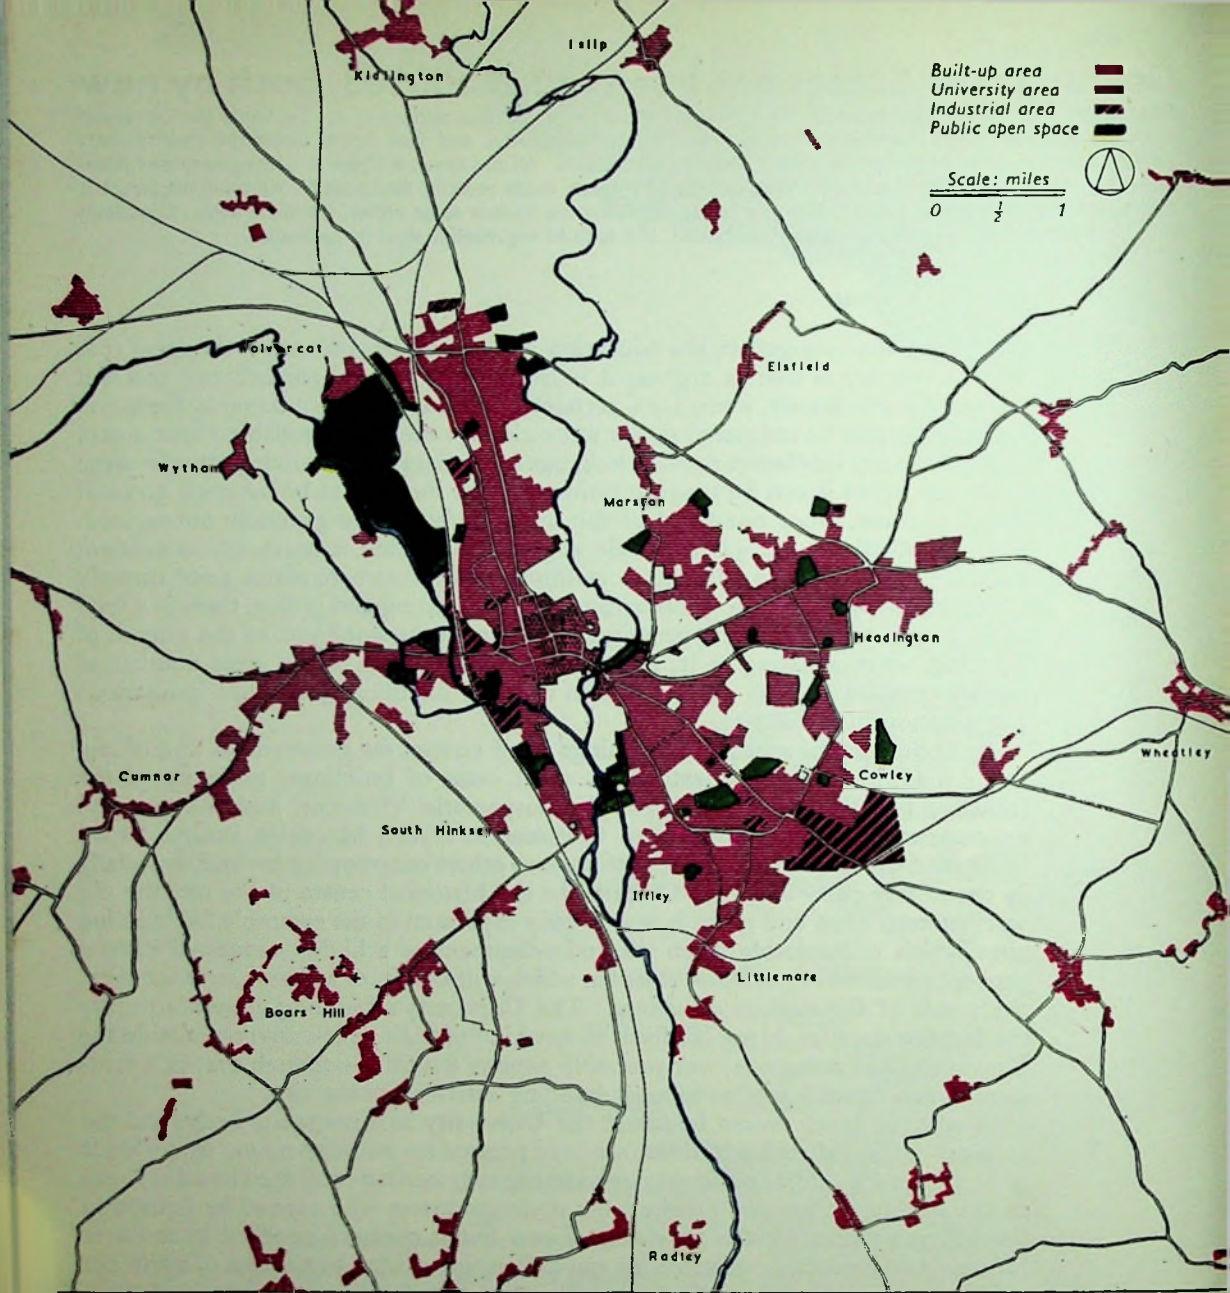 Islip
Kidlington
Built-up area
University area
Industrial area
Public open space
Scale: miles
0 ½ 1
Wolvercot
Elsfield
Wytham
Marston
Headington
Wheatley
Cumnor
Cowley
South Hinksey
Iffley
Littlemore
Boars Hill
Radley